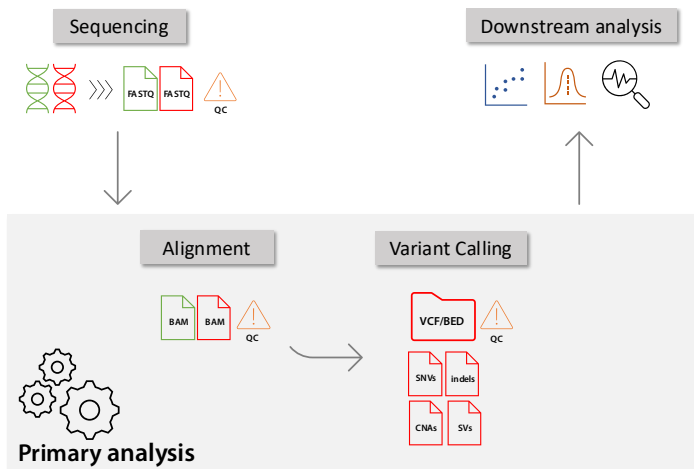 Sequencing
Downstream analysis
FASTQ FASTQ
QC
Alignment
Variant Calling
BAM BAM
QC
VCF/BED
QC
SNVs indels
CNAs SVs
Primary analysis